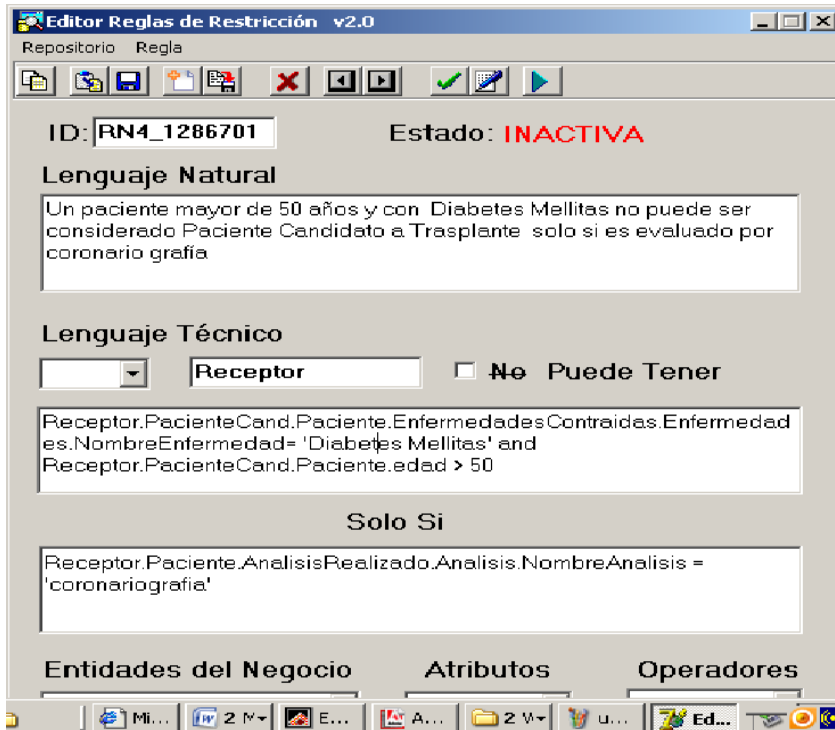 Editor Reglas de Restricción v2.0
Repositorio Regla
ID: RN4_1286701 Estado: INACTIVA
Lenguaje Natural
Un paciente mayor de 50 años y con Diabetes Mellitas no puede ser
considerado Paciente Candidato a Trasplante solo si es evaluado por
coronario grafía
Lenguaje Técnico
Receptor No Puede Tener
Receptor.PacienteCand.Paciente.EnfermedadesContraidas.Enfermedad
es.NombreEnfermedad= 'Diabetes Mellitas' and
Receptor.PacienteCand.Paciente.edad > 50
Solo Si
Receptor.Paciente.AnalisisRealizado.Analisis.NombreAnalisis =
'coronariografia'
Entidades del Negocio Atributos Operadores
Mi... 2 E... A... 2 u... Ed...